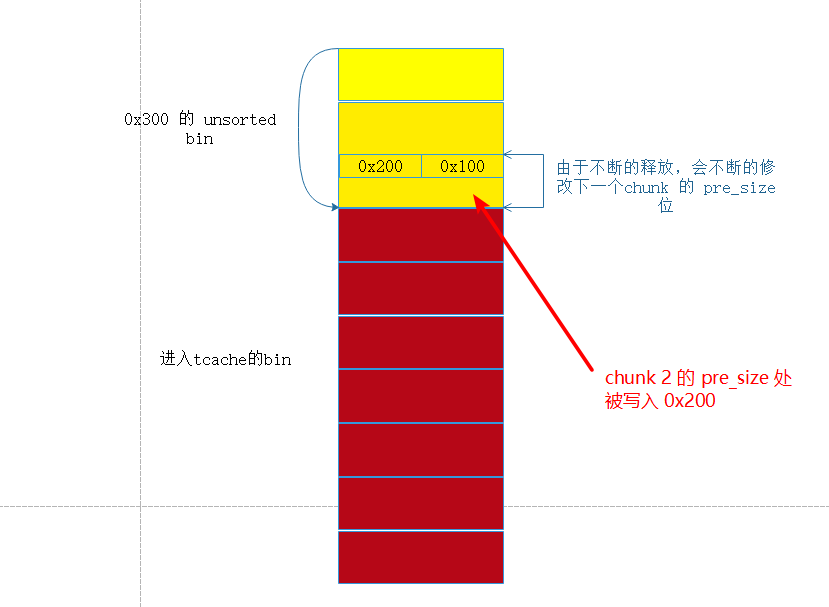 0x300 的 unsorted
bin
0x200
0x100
由于不断的释放，会不断的修
改下一个chunk 的 pre_size
位
进入tcache的bin
chunk 2 的 pre_size 处
被写入 0x200